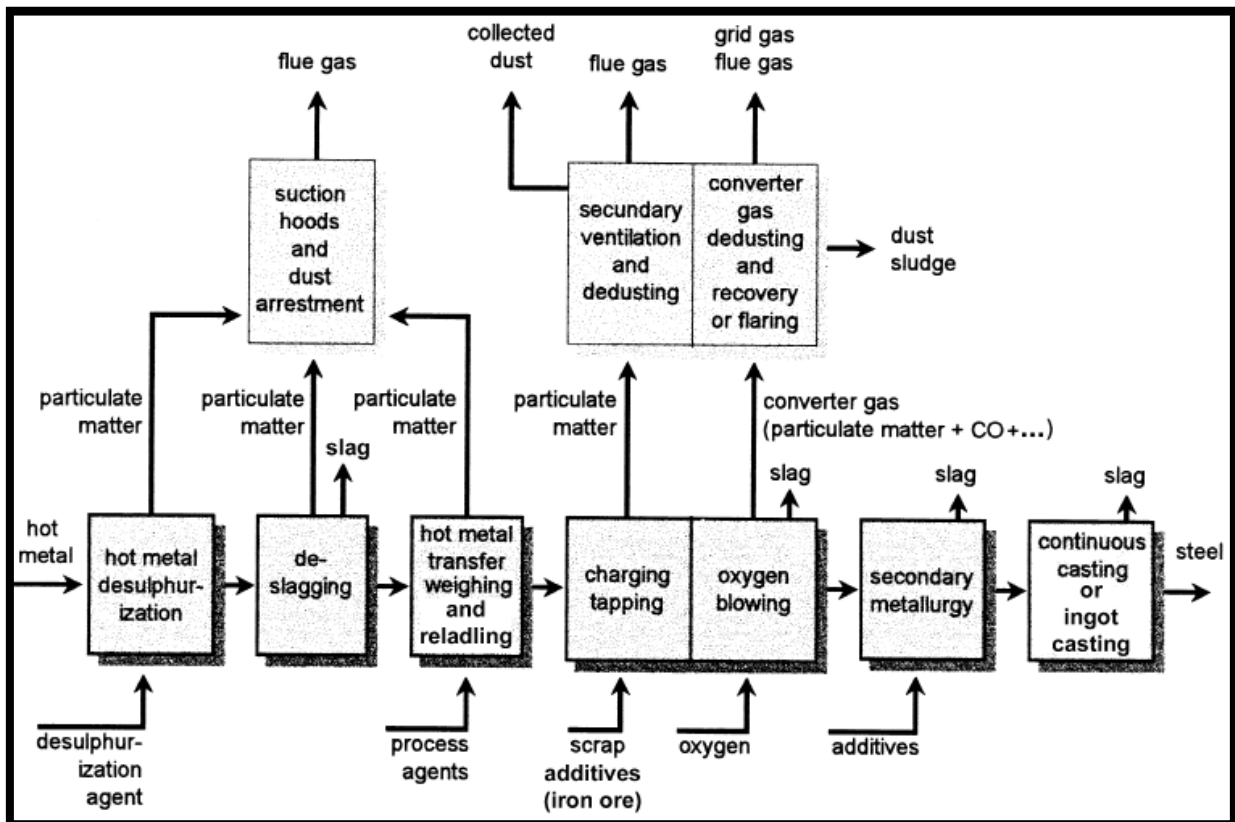 collected
dust
grid gas
flue gas
flue gas
flue gas
suction
hoods
and
dust
arrestment
secundary
ventilation
and
dedusting
converter
gas
dedusting
and
recovery
or flaring
dust
sludge
particulate
matter
particulate
matter
particulate
matter
particulate
matter
converter gas
(particulate matter + CO+...)
slag
slag
slag
slag
hot
metal
hot metal
desulphur-
ization
de-
slagging
hot metal
transfer
weighing
and
reladling
charging
tapping
oxygen
blowing
secondary
metallurgy
continuous
casting
or
ingot
casting
steel
desulphur-
ization
agent
process
agents
scrap
additives
(iron ore)
oxygen
additives